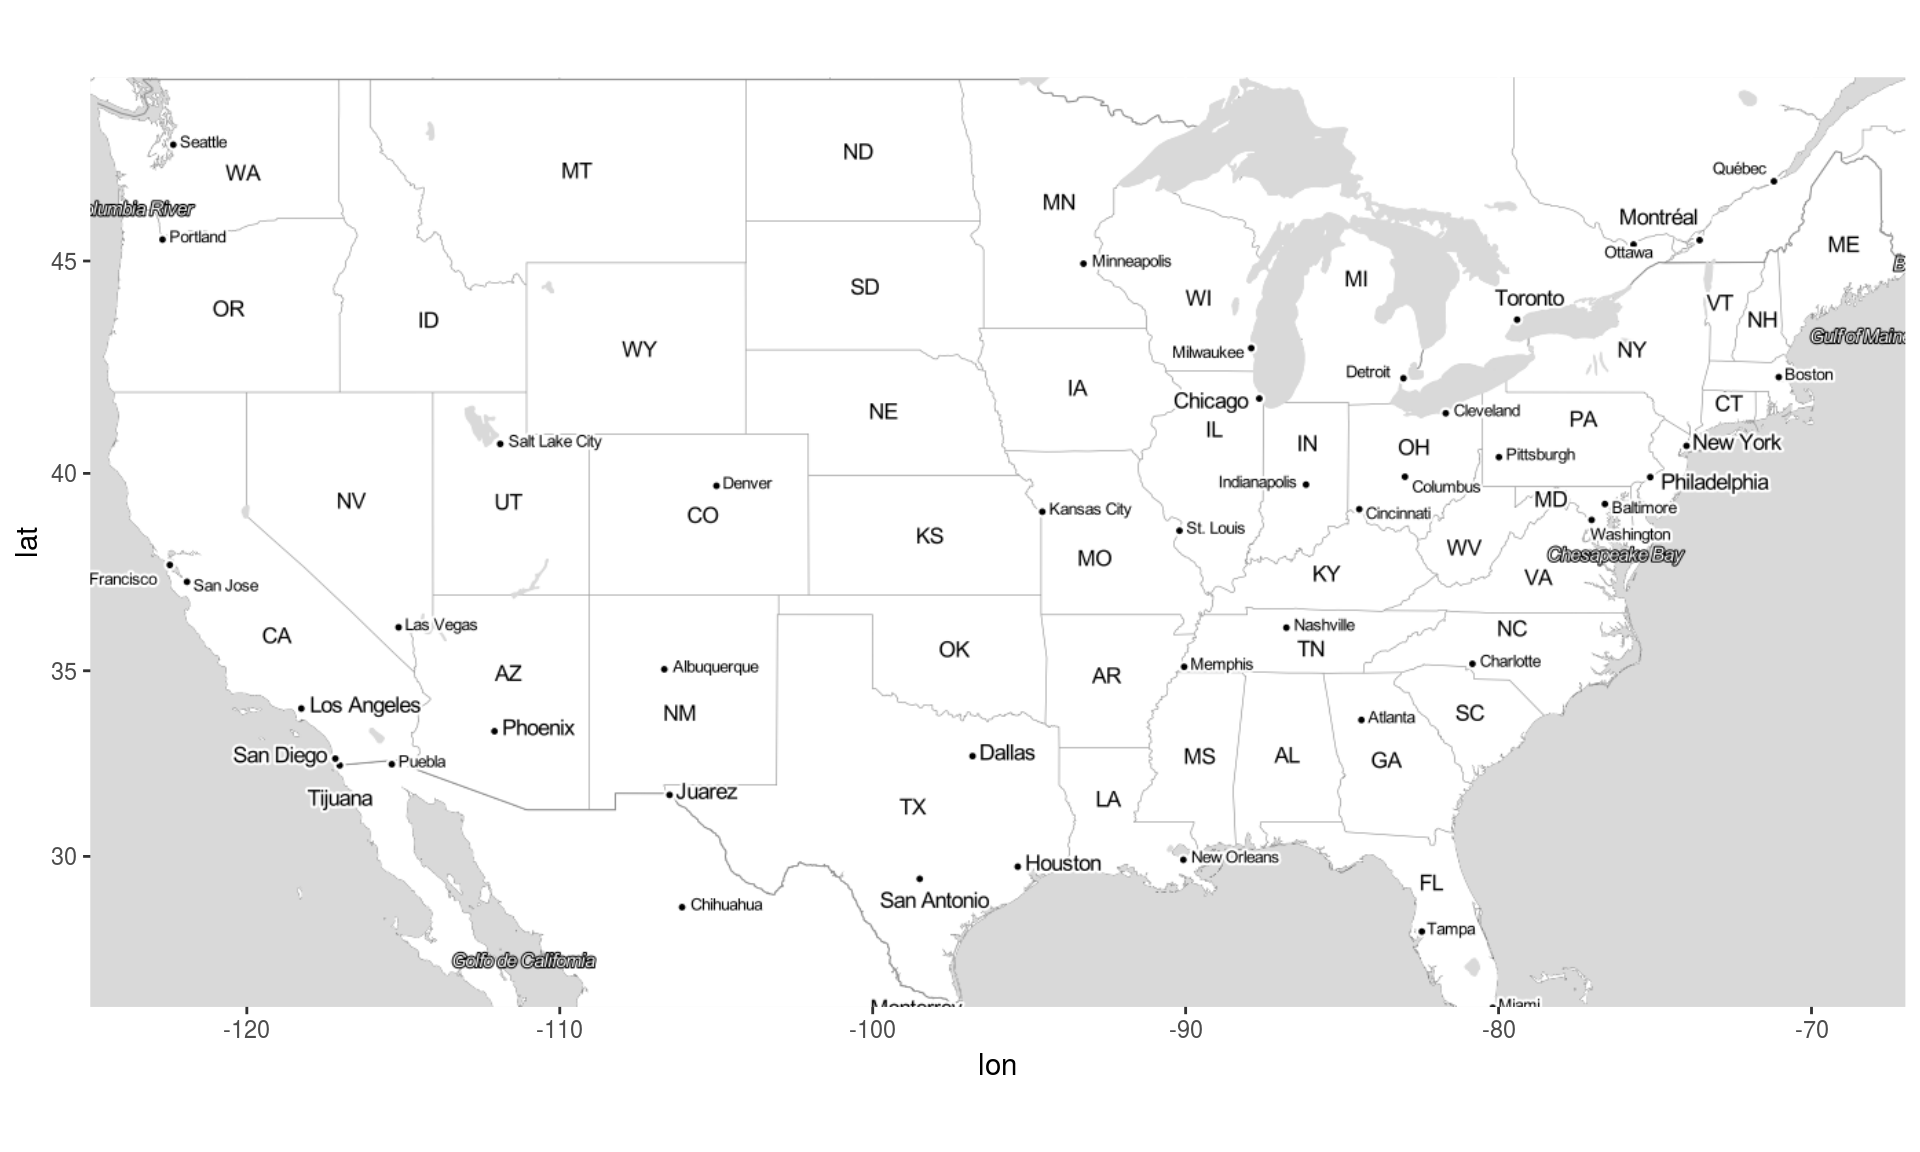 Seattle
WA
MT
ND
MN
Québec
olumbia River
Portland
Montréal
Ottawa
ME
Minneapolis
OR
ID
WY
SD
WI
MI
Toronto
VT
NH
Gulf of Maine
NY
Milwaukee
Detroit
Boston
IA
Chicago
NE
IL
Cleveland
PA
CT
New York
Salt Lake City
IN
OH
Pittsburgh
Philadelphia
NV
UT
Denver
CO
KS
Kansas City
Indianapolis
Columbus
MD
Baltimore
Cincinnati
St. Louis
Washington
MO
WV
Chesapeake Bay
VA
KY
Francisco
San Jose
CA
Las Vegas
Nashville
TN
NC
Charlotte
OK
Memphis
AZ
Albuquerque
AR
NM
Los Angeles
Phoenix
SC
Atlanta
GA
San Diego
Puebla
Dallas
MS
AL
Tijuana
Juarez
TX
LA
New Orleans
Houston
San Antonio
Chihuahua
FL
Tampa
Golfo de California
Monterrey
Miami
45
40
35
30
lat
-120
-110
-100
-90
-80
-70
lon